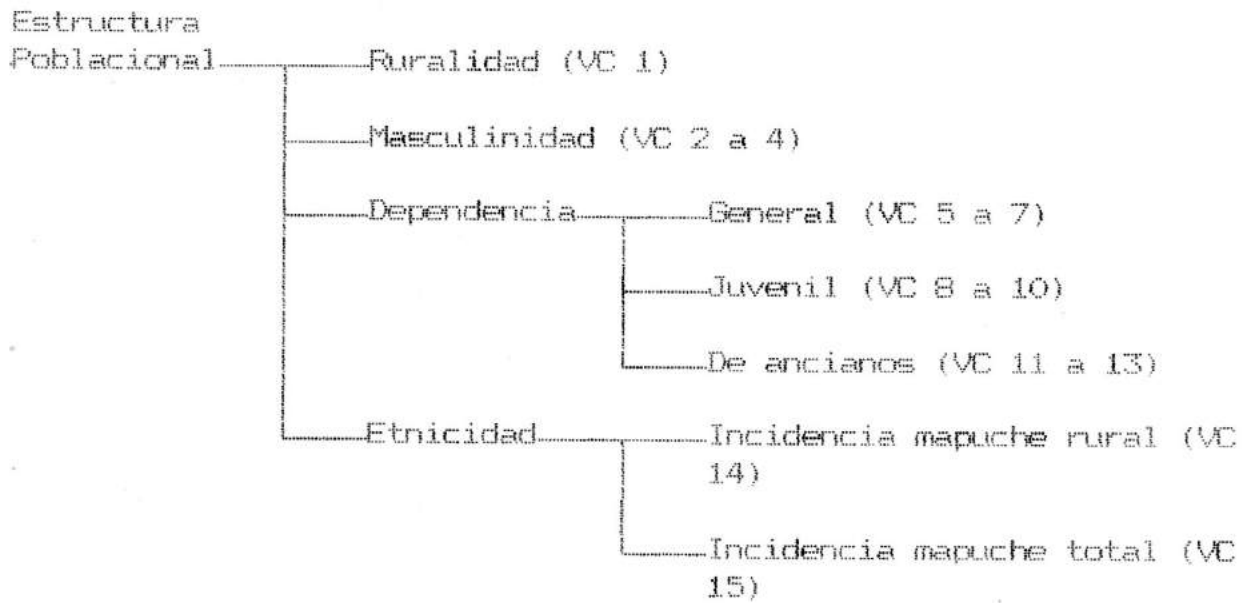 Estructura
Poblacional Ruralidad (VC 1)
Masculinidad (VC 2 a 4)
Dependencia General (VC 5 a 7)
Juvenil (VC 8 a 10)
De ancianos (VC 11 a 13)
Etnicidad Incidencia mapuche rural (VC
14)
Incidencia mapuche total (VC
15)